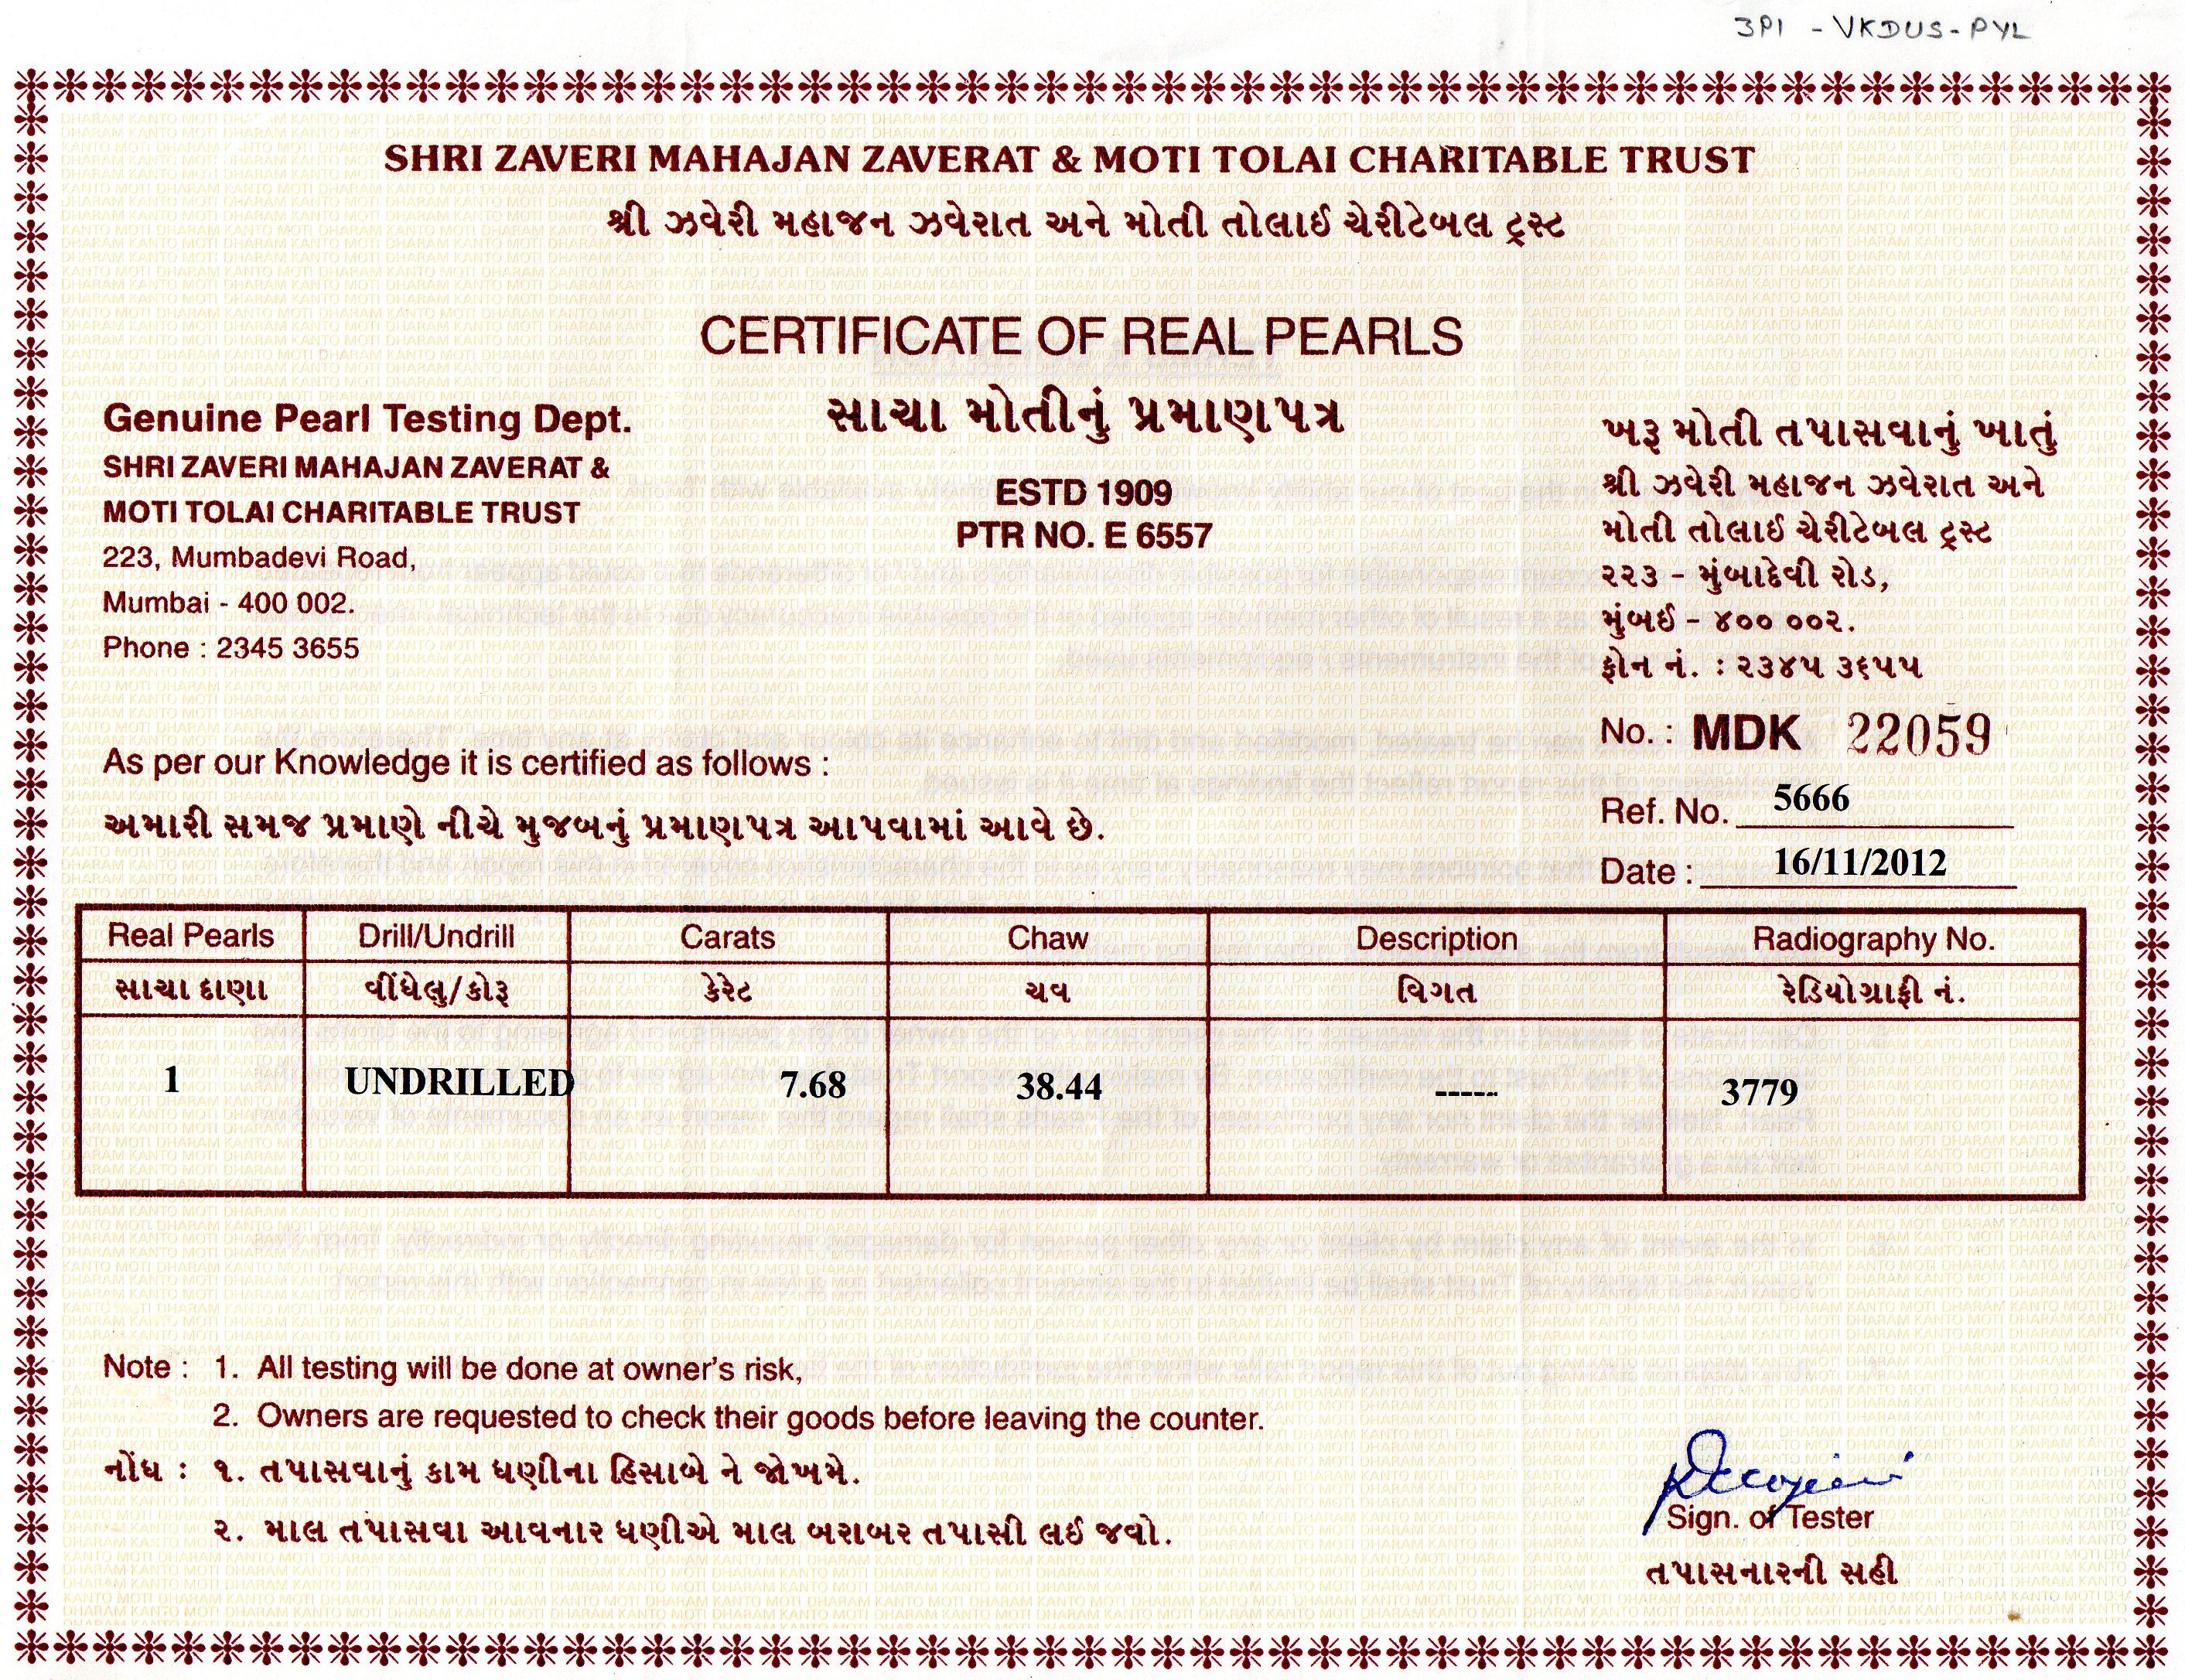 3P1 - VKDUS - PYL
SHRI ZAVERI MAHAJAN ZAVERAT & MOTI TOLAI CHARITABLE TRUST
શ્રી ઝવેરી મહાજન ઝવેરાત અને મોતી તોલાઈ ચેરીટેબલ ટ્રસ્ટ
CERTIFICATE OF REAL PEARLS
સાચા મોતીનું પ્રમાણપત્ર
ESTD 1909
PTR NO. E 6557
Genuine Pearl Testing Dept.
SHRI ZAVERI MAHAJAN ZAVERAT &
MOTI TOLAI CHARITABLE TRUST
223, Mumbadevi Road,
Mumbai - 400 002.
Phone : 2345 3655
ખરૂ મોતી તપાસવાનું ખાતું
શ્રી ઝવેરી મહાજન ઝવેરાત અને
મોતી તોલાઈ ચેરીટેબલ ટ્રસ્ટ
૨૨૩ - મુંબાદેવી રોડ,
મુંબઈ - ૪૦૦ ૦૦૨.
ફોન નં. : ૨૩૪૫ ૩૬૫૫
No. : MDK 22059
Ref. No. 5666
Date : 16/11/2012
As per our Knowledge it is certified as follows :
અમારી સમજ પ્રમાણે નીચે મુજબનું પ્રમાણપત્ર આપવામાં આવે છે.
Real Pearls Drill/Undrill Carats Chaw Description Radiography No.
સાચા દાણા વીંધેલુ/કોરૂ કેરેટ ચવ વિગત રેડિયોગ્રાફી નં.
1 UNDRILLED 7.68 38.44 ----- 3779
Note : 1. All testing will be done at owner's risk,
2. Owners are requested to check their goods before leaving the counter.
નોંધ : ૧. તપાસવાનું કામ ધણીના હિસાબે ને જોખમે.
૨. માલ તપાસવા આવનાર ધણીએ માલ બરાબર તપાસી લઈ જવો.
Sign. of Tester
તપાસનારની સહી